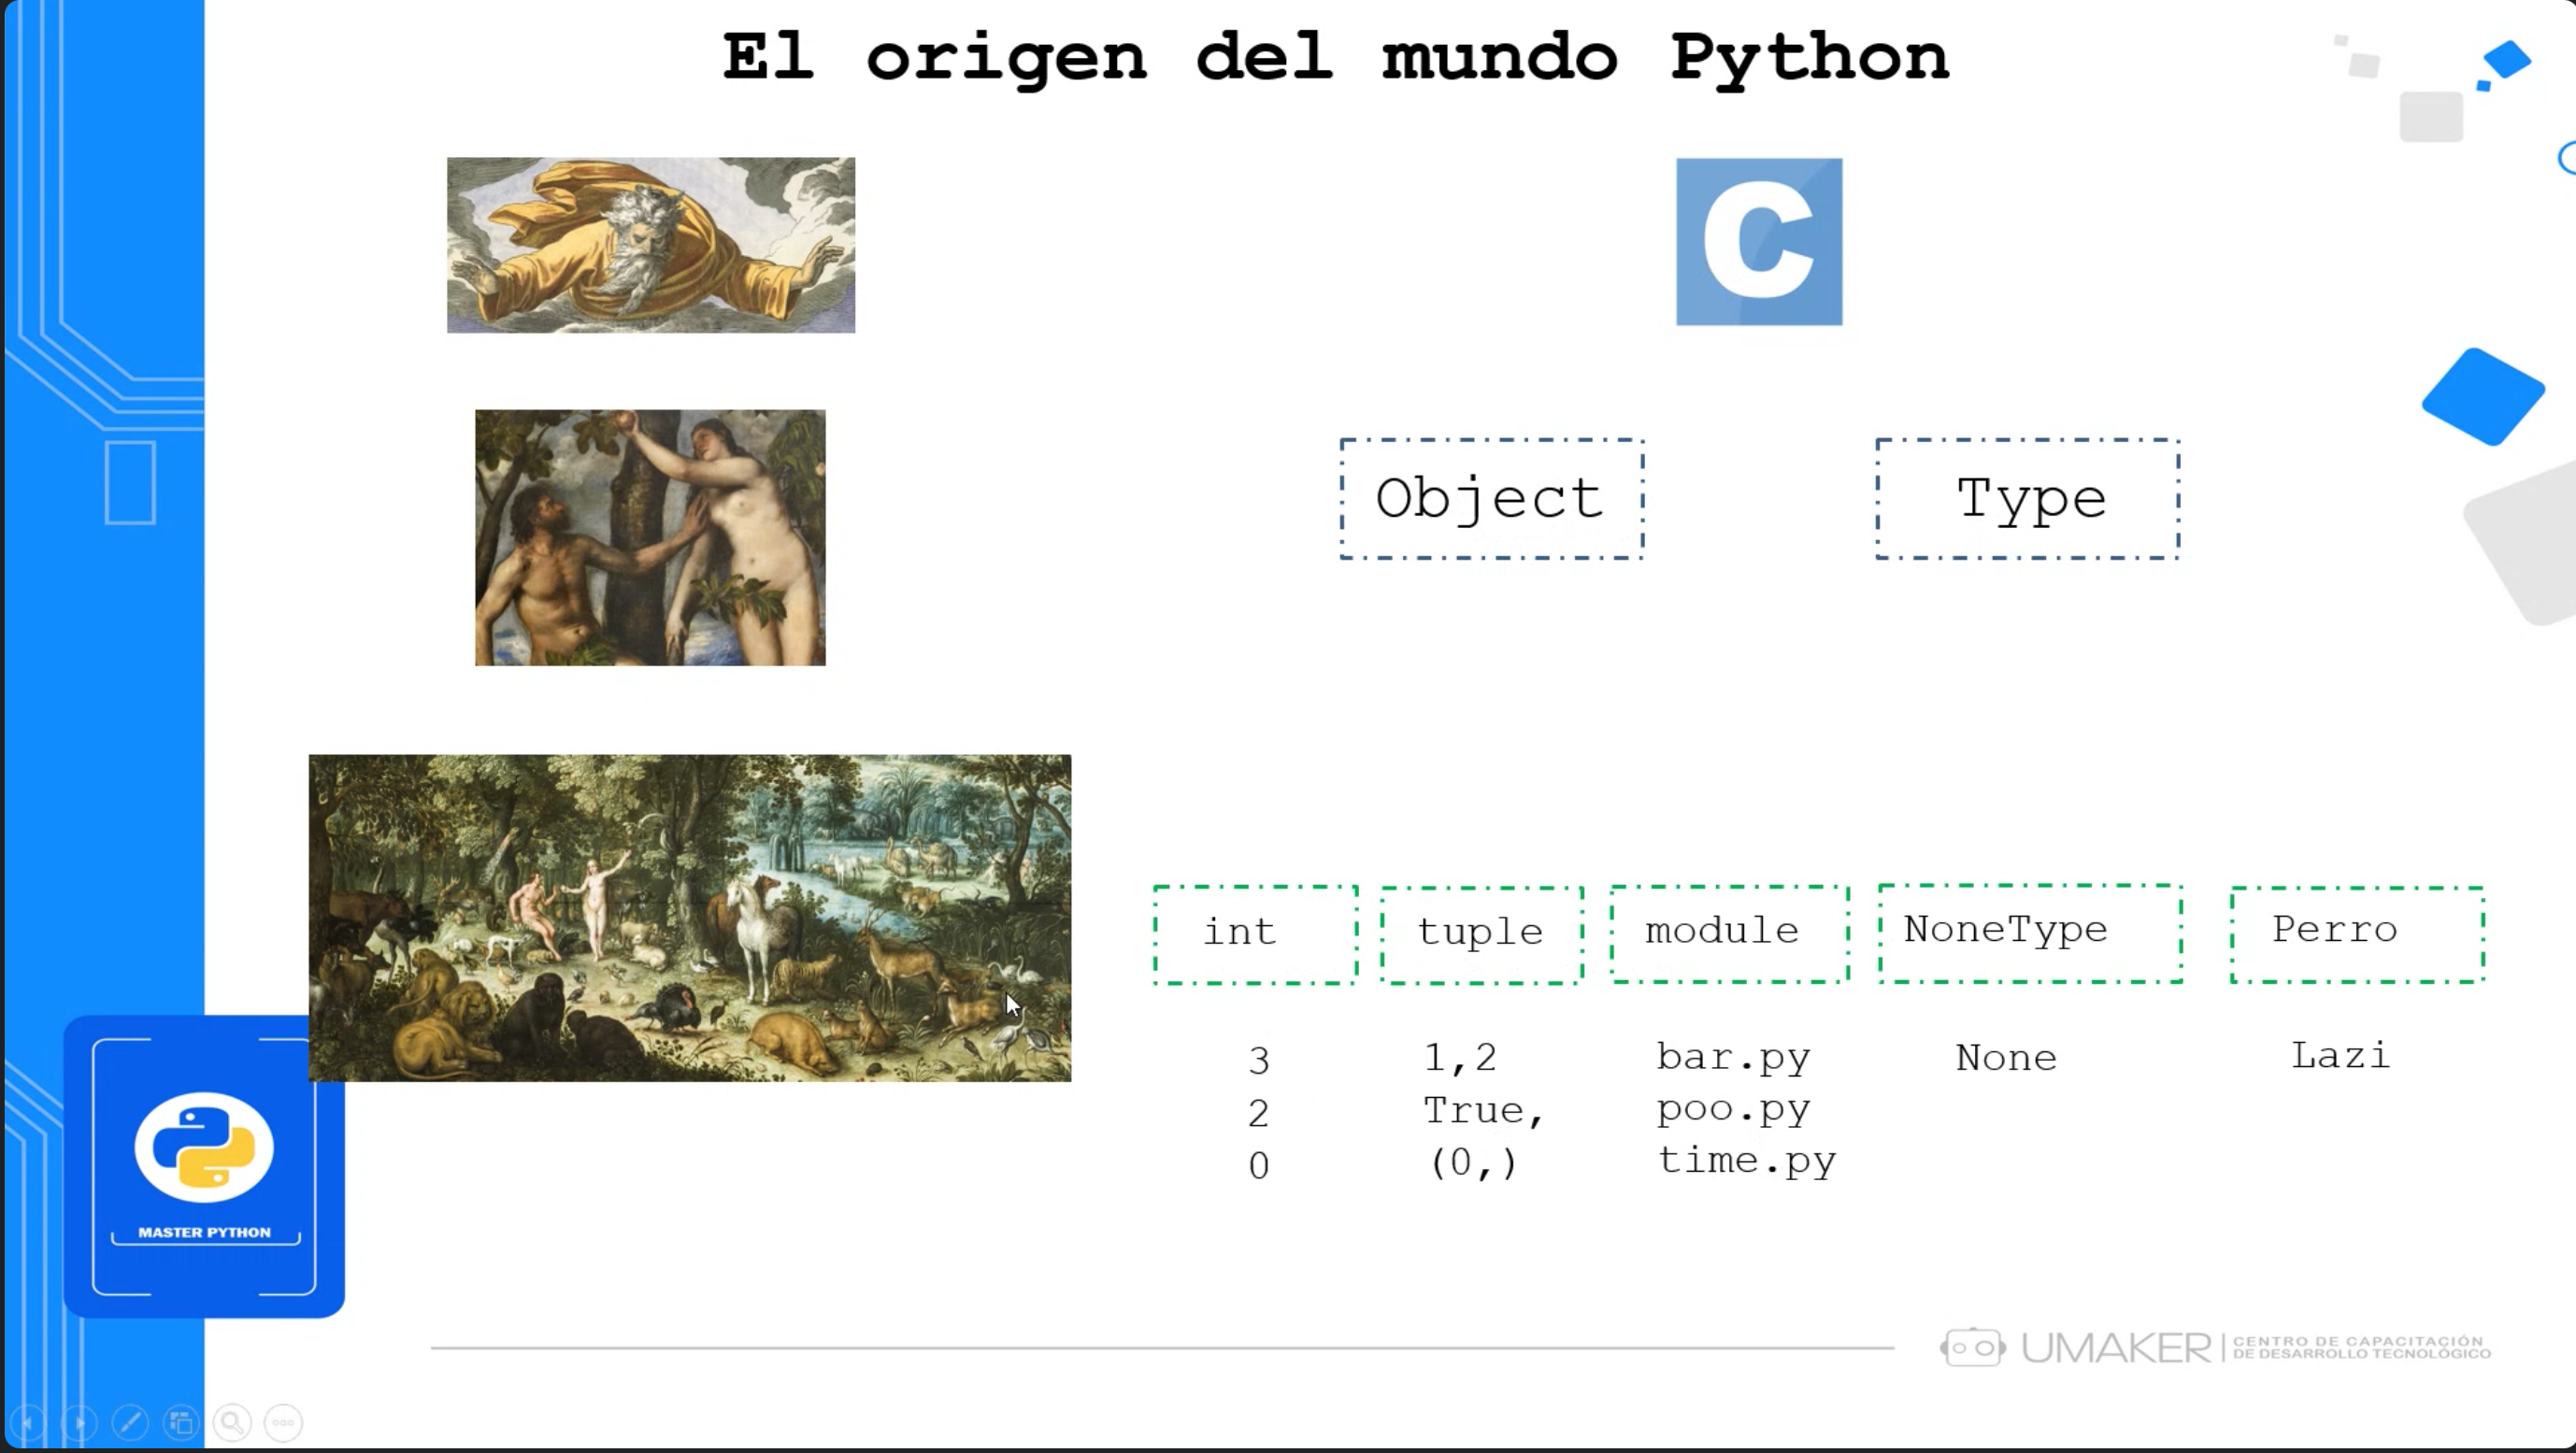 El origen del mundo Python
C
Object
Type
int
tuple
module
NoneType
Perro
3
2
0
1,2
True,
(0,)
bar.py
poo.py
time.py
None
Lazi
MASTER PYTHON
UMAKER
CENTRO DE CAPACITACIÓN
DE DESARROLLO TECNOLÓGICO